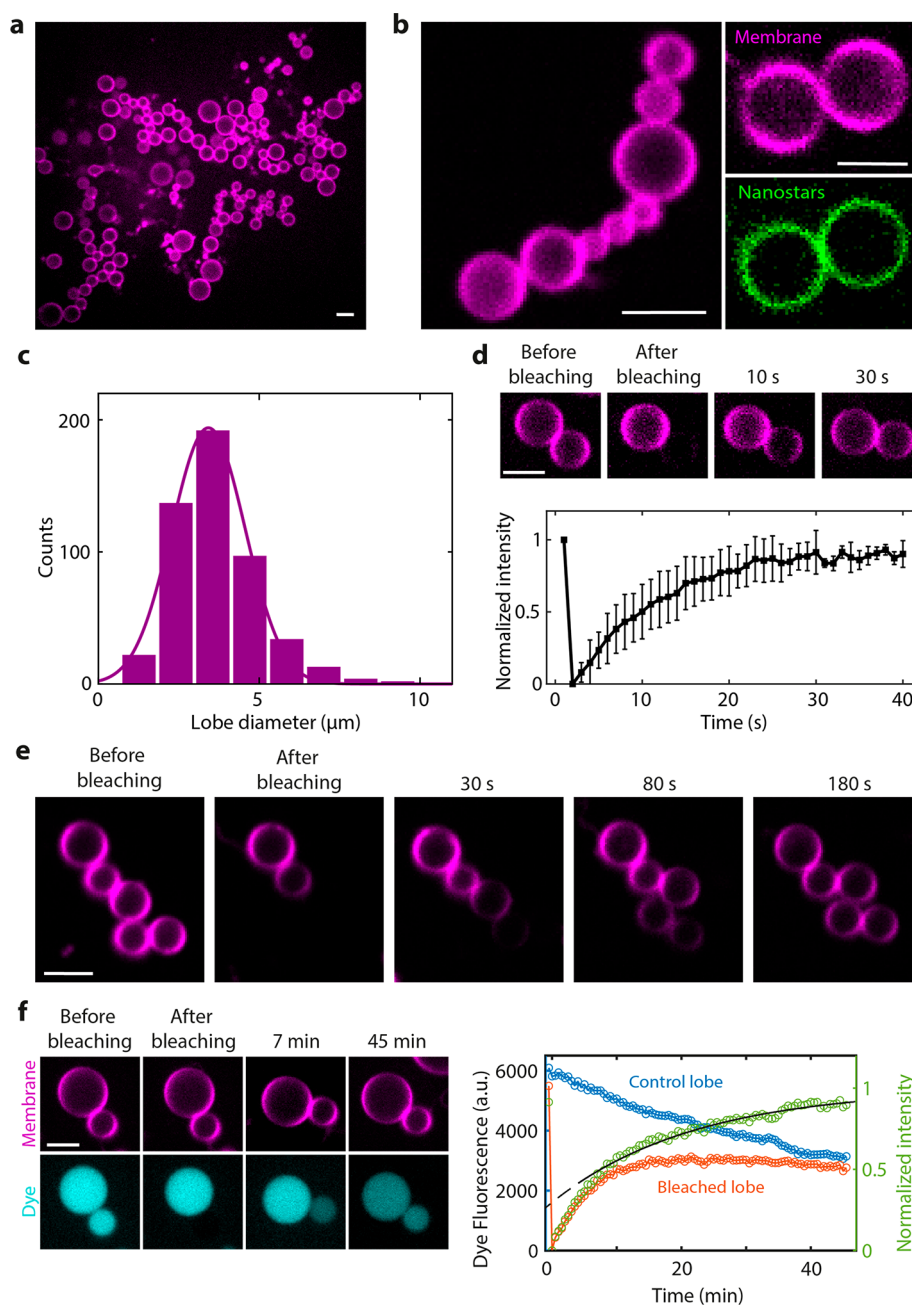 a
b
Membrane
Nanostars
c
200
100
0
Counts
0
5
10
Lobe diameter (μm)
d
Before
bleaching
After
bleaching
10 s
30 s
1
0.5
0
Normalized intensity
0
10
20
30
40
Time (s)
e
Before
bleaching
After
bleaching
30 s
80 s
180 s
f
Before
bleaching
After
bleaching
7 min
45 min
Membrane
Dye
6000
4000
2000
0
Dye Fluorescence (a.u.)
Control lobe
Bleached lobe
1
0.5
0
Normalized intensity
0
20
40
Time (min)